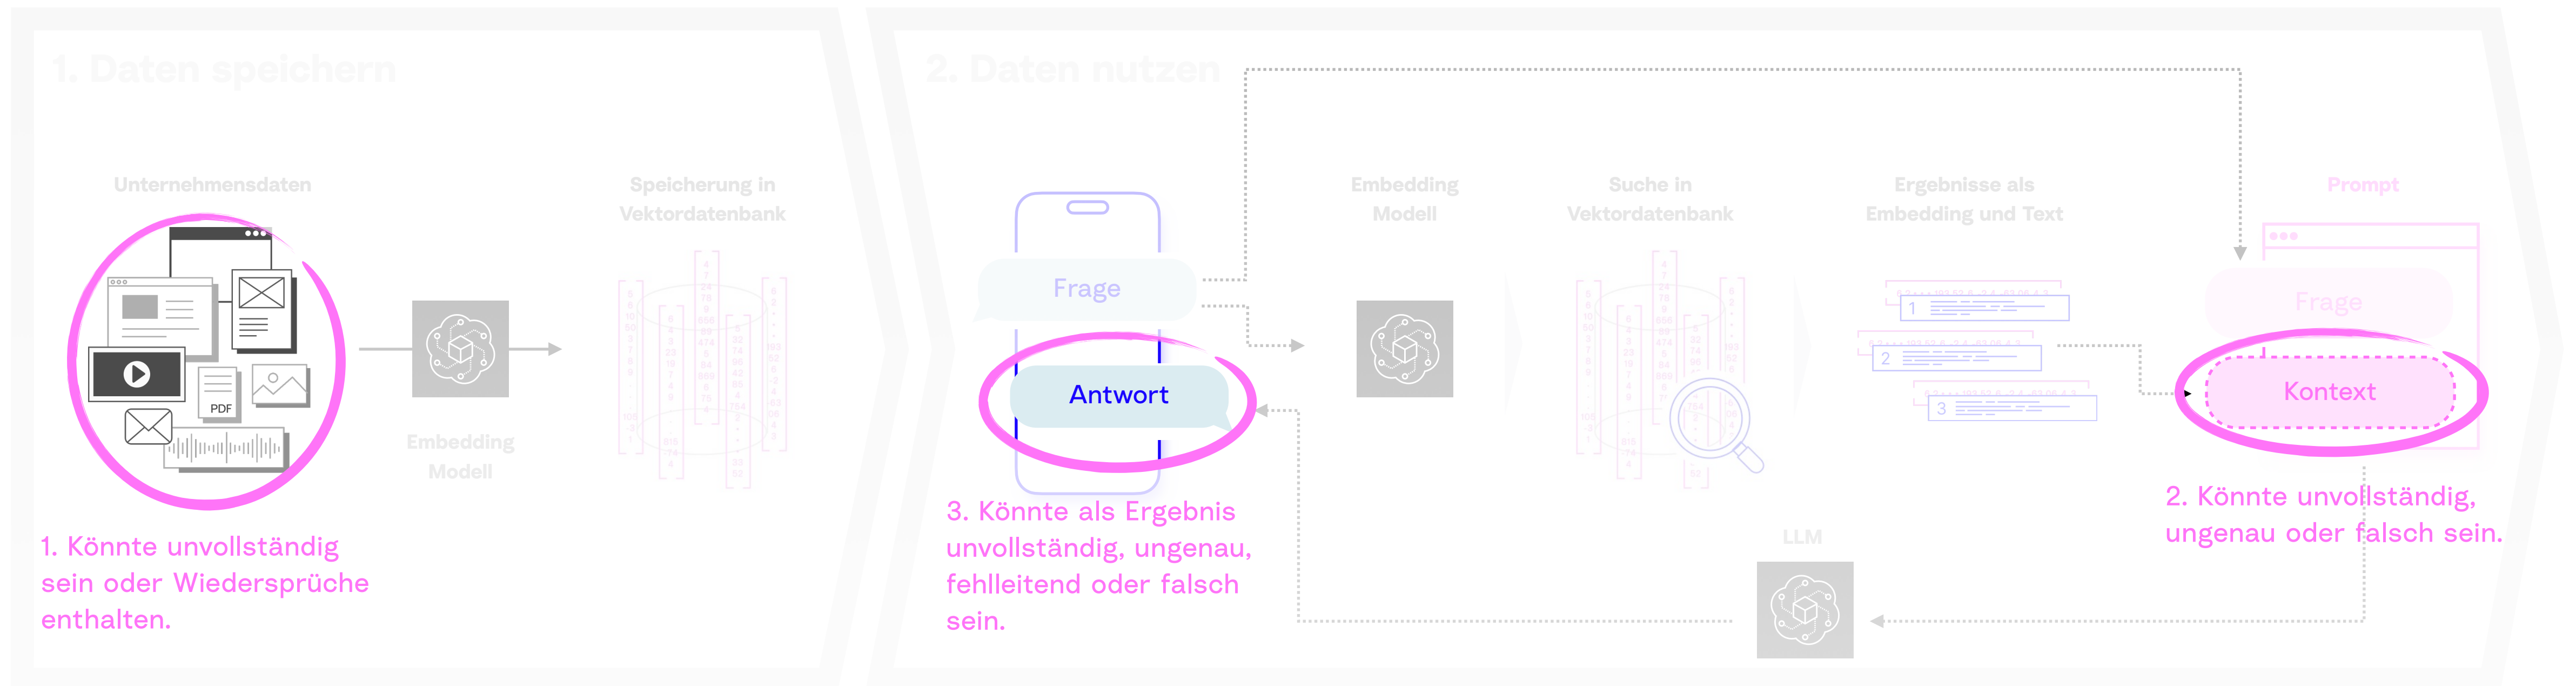 1. Daten speichern
2. Daten nutzen
Unternehmensdaten
PDF
Embedding
Modell
Speicherung in
Vektordatenbank
1. Könnte unvollständig
sein oder Wiedersprüche
enthalten.
Frage
Antwort
3. Könnte als Ergebnis
unvollständig, ungenau,
fehlleitend oder falsch
sein.
Embedding
Modell
Suche in
Vektordatenbank
Ergebnisse als
Embedding und Text
1
2
3
Prompt
Frage
Kontext
2. Könnte unvollständig,
ungenau oder falsch sein.
LLM